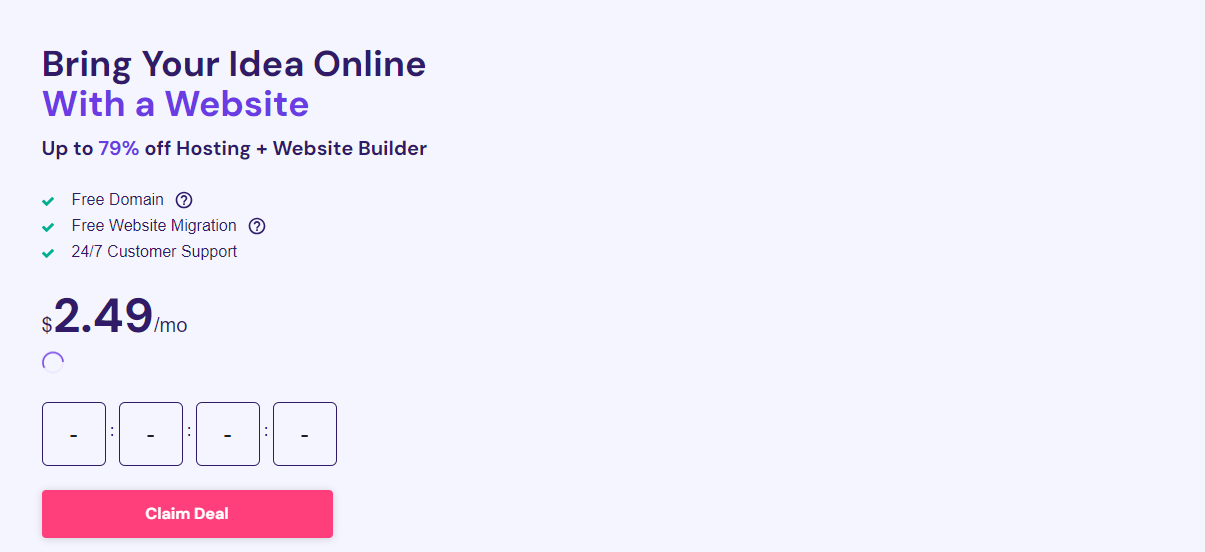 Bring Your Idea Online
With a Website
Up to 79% off Hosting + Website Builder
Free Domain ?
Free Website Migration ?
24/7 Customer Support
$2.49/mo
- : - : - : -
Claim Deal